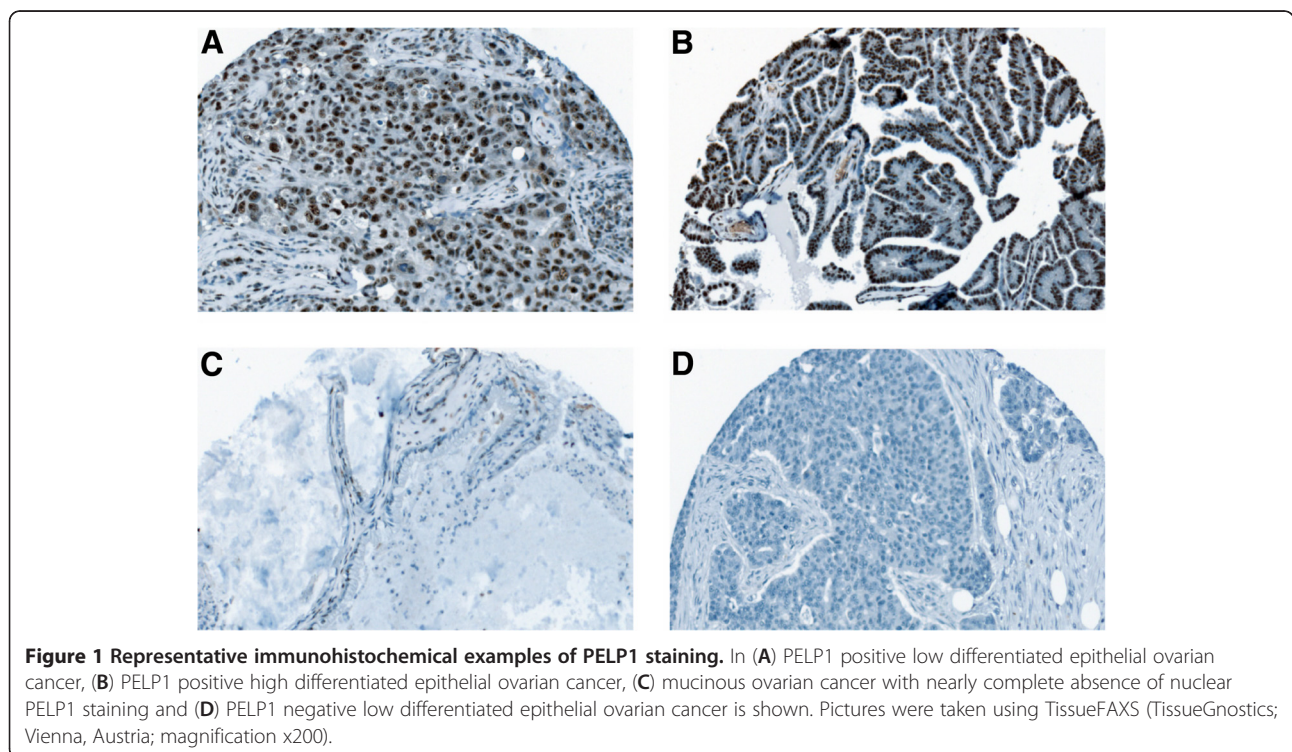 A
B
C
D
Figure 1 Representative immunohistochemical examples of PELP1 staining. In (A) PELP1 positive low differentiated epithelial ovarian
cancer, (B) PELP1 positive high differentiated epithelial ovarian cancer, (C) mucinous ovarian cancer with nearly complete absence of nuclear
PELP1 staining and (D) PELP1 negative low differentiated epithelial ovarian cancer is shown. Pictures were taken using TissueFAXS (TissueGnostics;
Vienna, Austria; magnification x200).